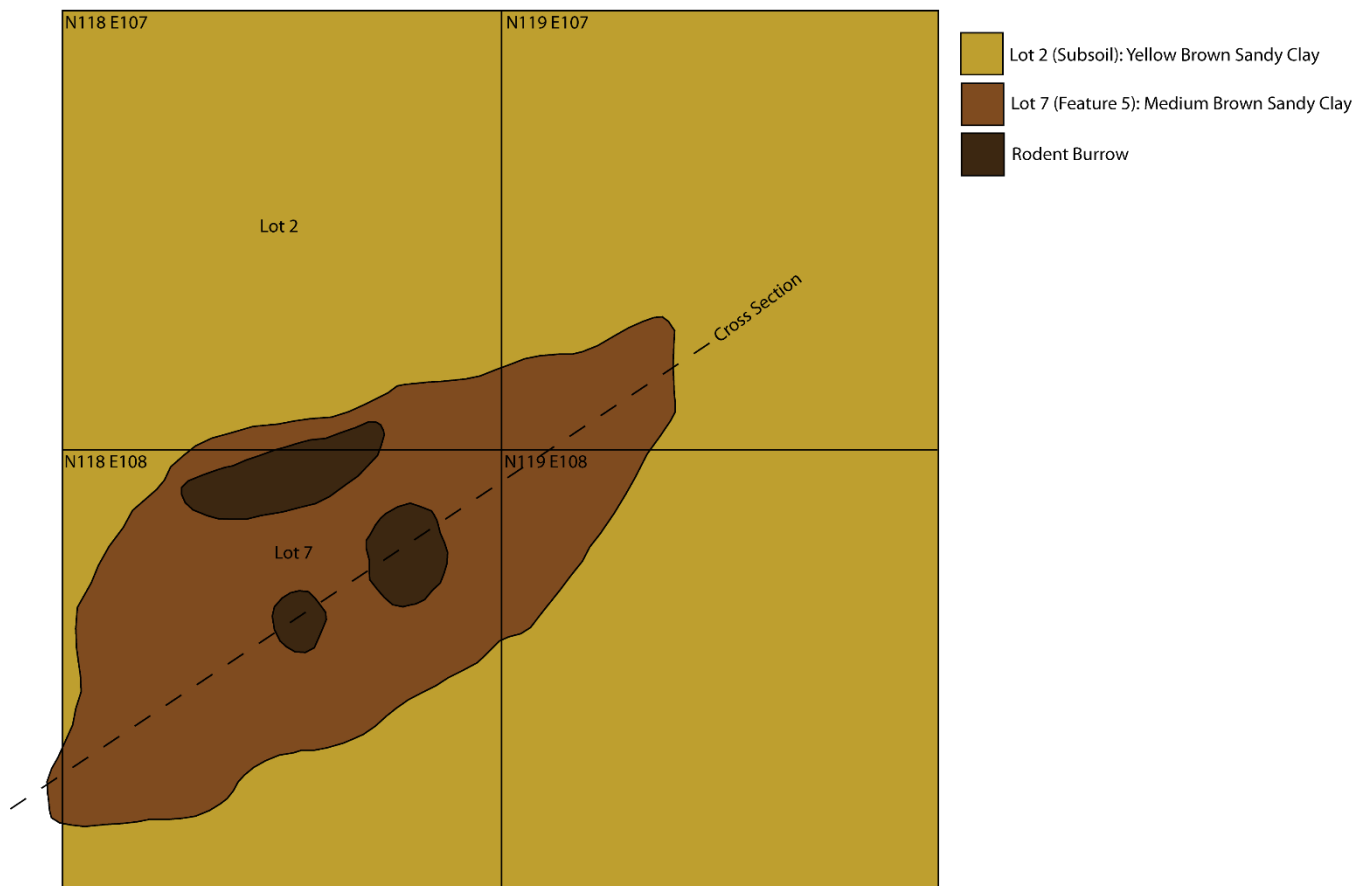 N118 E107
N119 E107
Lot 2 (Subsoil): Yellow Brown Sandy Clay
Lot 7 (Feature 5): Medium Brown Sandy Clay
Rodent Burrow
Lot 2
Cross Section
N118 E108
N119 E108
Lot 7